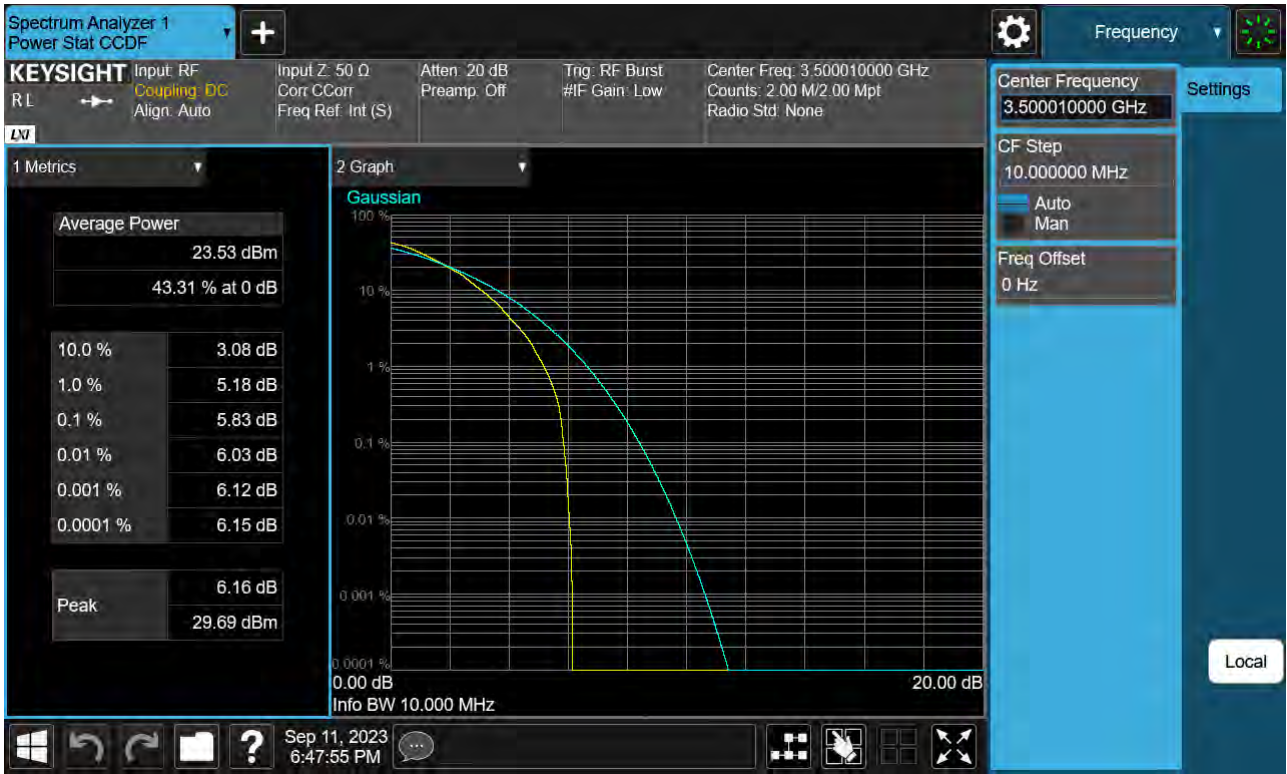 Spectrum Analyzer 1
Power Stat CCDF
Frequency
KEYSIGHT
RL
LXI
Input: RF
Coupling: DC
Align: Auto
Input Z: 50 Ω
Corr CCorr
Freq Ref: Int (S)
Atten: 20 dB
Preamp: Off
Trig: RF Burst
#IF Gain: Low
Center Freq: 3.500010000 GHz
Counts: 2.00 M/2.00 Mpt
Radio Std: None
Center Frequency
3.500010000 GHz
Settings
CF Step
10.000000 MHz
Auto
Man
Freq Offset
0 Hz
Local
1 Metrics
Average Power
23.53 dBm
43.31 % at 0 dB
10.0 % 3.08 dB
1.0 % 5.18 dB
0.1 % 5.83 dB
0.01 % 6.03 dB
0.001 % 6.12 dB
0.0001 % 6.15 dB
Peak 6.16 dB
29.69 dBm
2 Graph
Gaussian
100 %
10 %
1 %
0.1 %
0.01 %
0.001 %
0.0001 %
0.00 dB 20.00 dB
Info BW 10.000 MHz
?
Sep 11, 2023
6:47:55 PM